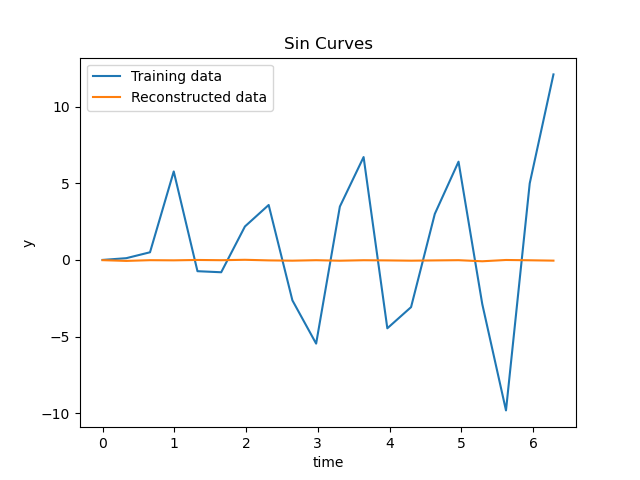 Sin Curves
Training data
Reconstructed data
10
5
0
−5
−10
y
0 1 2 3 4 5 6
time